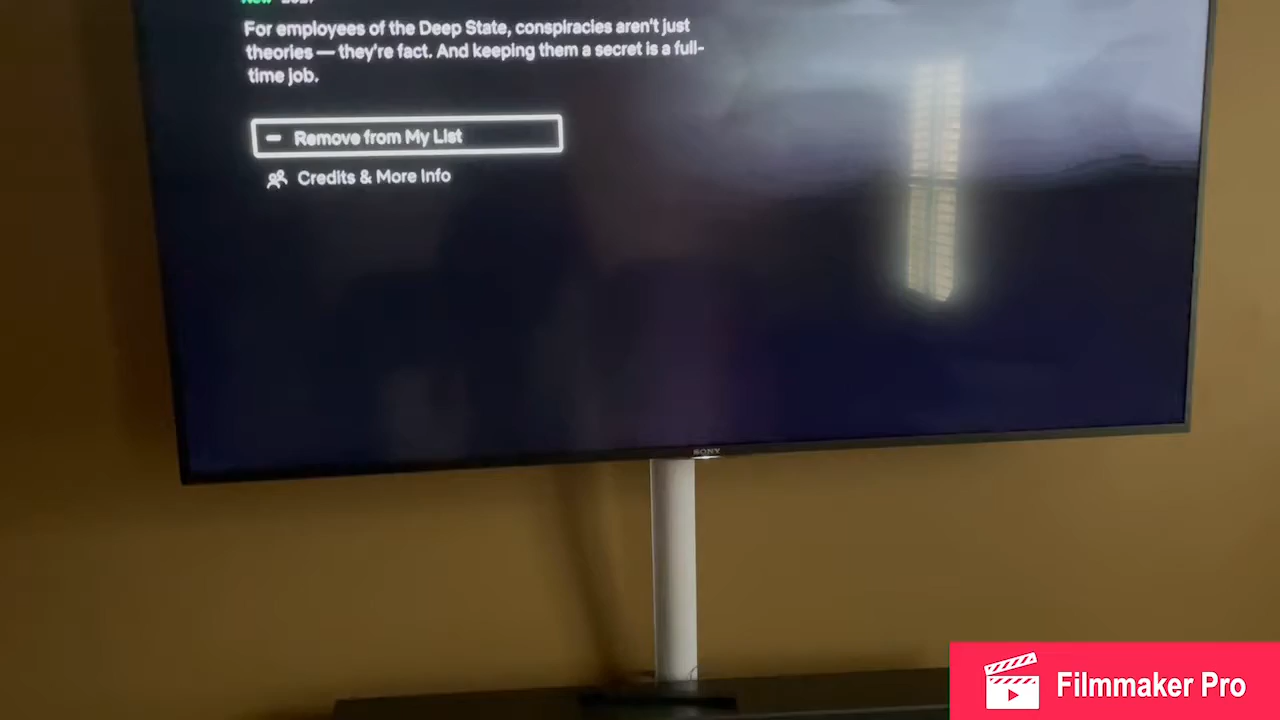 For employees of the Deep State, conspiracies aren't just
theories — they're fact. And keeping them a secret is a full-
time job.
Remove from My List
Credits & More Info
SONY
Filmmaker Pro